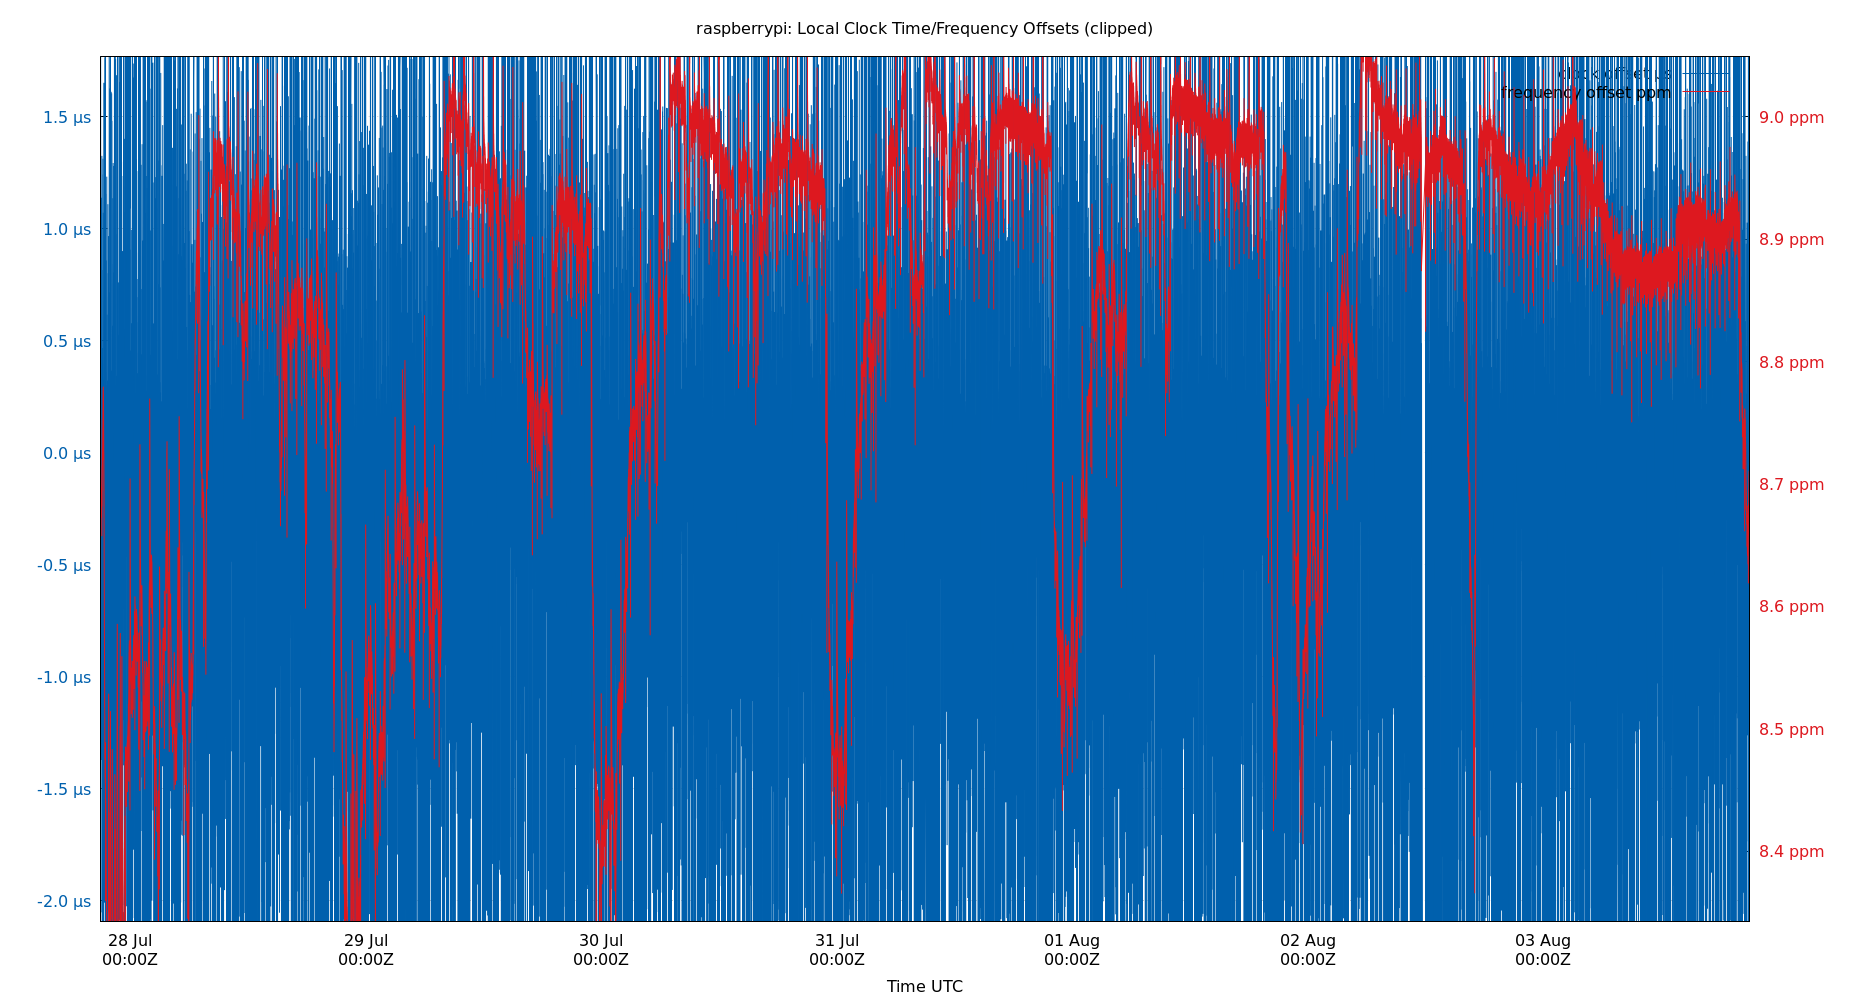 raspberrypi: Local Clock Time/Frequency Offsets (clipped)
clock offset µs
frequency offset ppm
1.5 µs
1.0 µs
0.5 µs
0.0 µs
-0.5 µs
-1.0 µs
-1.5 µs
-2.0 µs
9.0 ppm
8.9 ppm
8.8 ppm
8.7 ppm
8.6 ppm
8.5 ppm
8.4 ppm
28 Jul 29 Jul 30 Jul 31 Jul 01 Aug 02 Aug 03 Aug
00:00Z 00:00Z 00:00Z 00:00Z 00:00Z 00:00Z 00:00Z
Time UTC